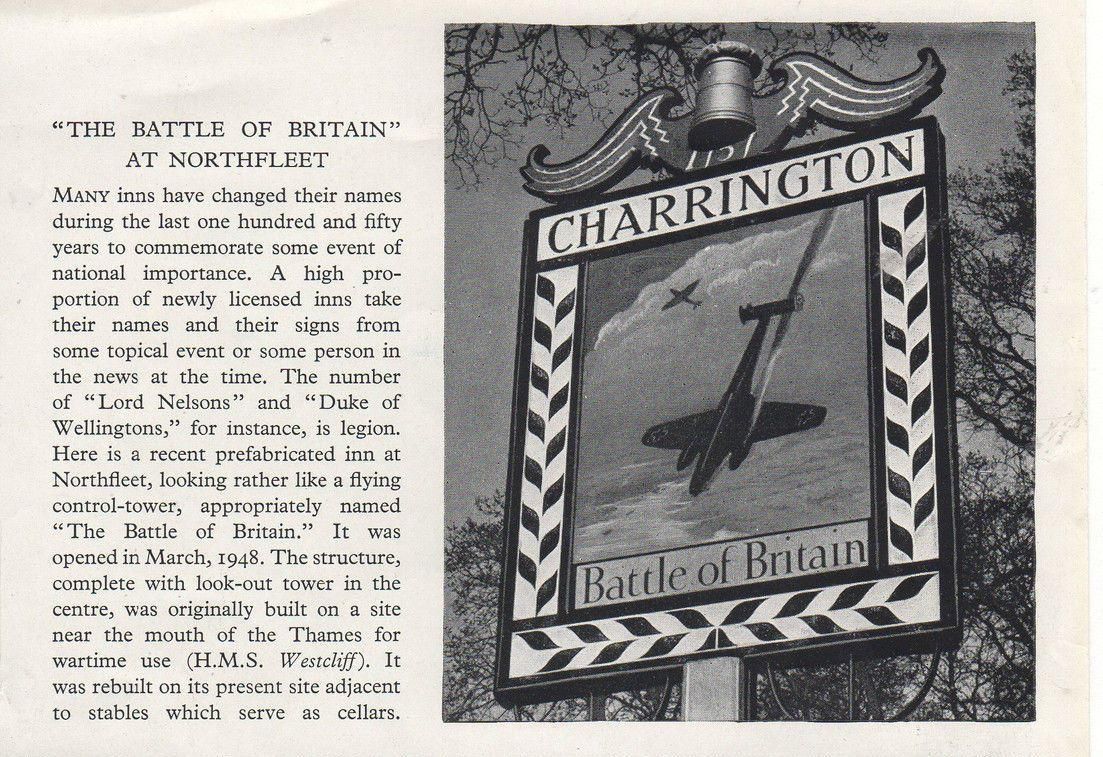 “THE BATTLE OF BRITAIN”
AT NORTHFLEET
MANY inns have changed their names
during the last one hundred and fifty
years to commemorate some event of
national importance. A high pro-
portion of newly licensed inns take
their names and their signs from
some topical event or some person in
the news at the time. The number
of “Lord Nelsons” and “Duke of
Wellingtons,” for instance, is legion.
Here is a recent prefabricated inn at
Northfleet, looking rather like a flying
control-tower, appropriately named
“The Battle of Britain.” It was
opened in March, 1948. The structure,
complete with look-out tower in the
centre, was originally built on a site
near the mouth of the Thames for
wartime use (H.M.S. Westcliff). It
was rebuilt on its present site adjacent
to stables which serve as cellars.
CHARRINGTON
Battle of Britain